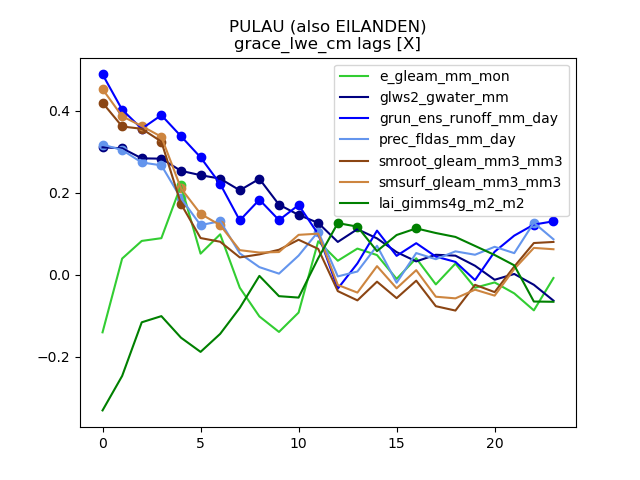 PULAU (also EILANDEN)
grace_lwe_cm lags [X]
e_gleam_mm_mon
glws2_gwater_mm
grun_ens_runoff_mm_day
prec_fldas_mm_day
smroot_gleam_mm3_mm3
smsurf_gleam_mm3_mm3
lai_gimms4g_m2_m2
0.4
0.2
0.0
−0.2
0 5 10 15 20